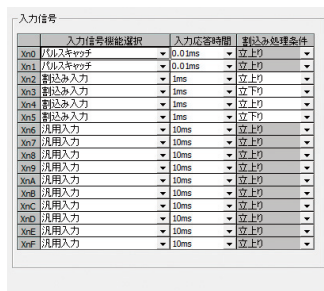 入力信号
入力信号機能選択 入力応答時間 割込み処理条件
Xn0 パルスキャッチ 0.01ms 立上り
Xn1 パルスキャッチ 0.01ms 立上り
Xn2 割込み入力 1ms 立上り
Xn3 割込み入力 1ms 立下り
Xn4 割込み入力 1ms 立上り
Xn5 割込み入力 1ms 立下り
Xn6 汎用入力 10ms 立上り
Xn7 汎用入力 10ms 立上り
Xn8 汎用入力 10ms 立上り
Xn9 汎用入力 10ms 立上り
XnA 汎用入力 10ms 立上り
XnB 汎用入力 10ms 立上り
XnC 汎用入力 10ms 立上り
XnD 汎用入力 10ms 立上り
XnE 汎用入力 10ms 立上り
XnF 汎用入力 10ms 立上り